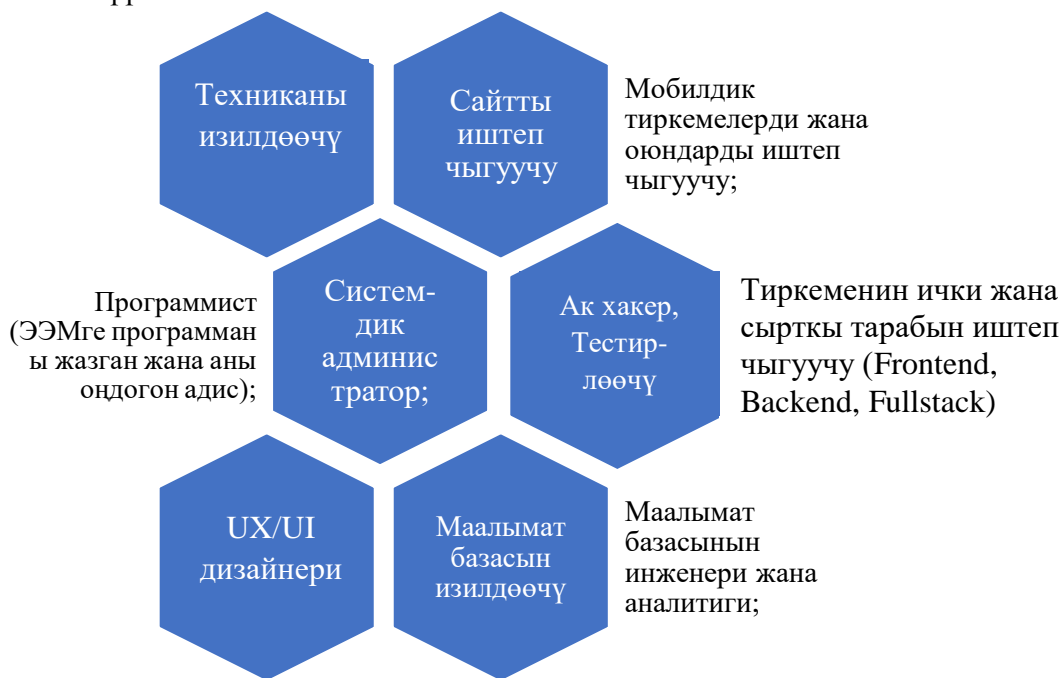 Техниканы
изилдөөчү
Сайтты
иштеп
чыгуучу
Мобилдик
тиркемелерди жана
оюндарды иштеп
чыгуучу;
Программист
(ЭЭМге программан
ы жазган жана аны
оңдогон адис);
Систем-
дик
админис
тратор;
Ак хакер,
Тестир-
лөөчү
Тиркеменин ички жана
сырткы тарабын иштеп
чыгуучу (Frontend,
Backend, Fullstack)
UX/UI
дизайнери
Маалымат
базасын
изилдөөчү
Маалымат
базасынын
инженери жана
аналитиги;